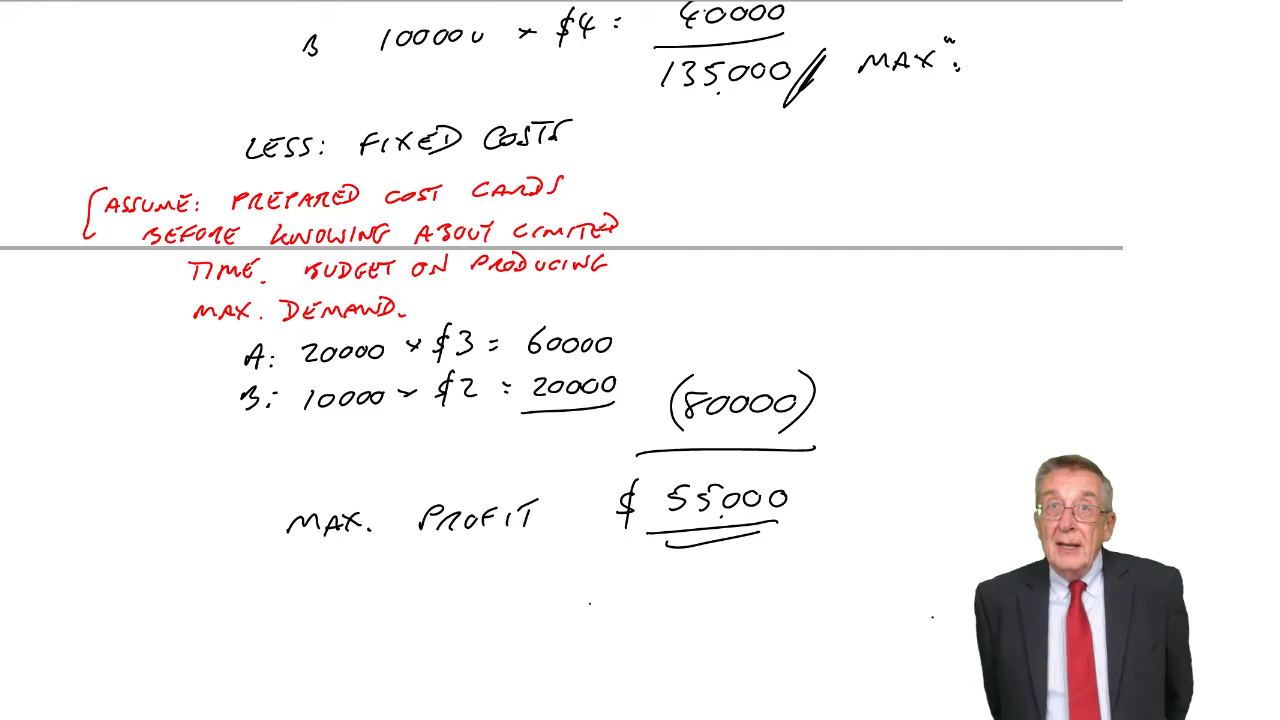 B 10000u × $4 = 40000
135000 MAXᵐ.
LESS: FIXED COSTS
ASSUME: PREPARED COST CARDS
BEFORE KNOWING ABOUT LIMITED
TIME. BUDGET ON PRODUCING
MAX. DEMAND.
A: 20000 × $3 = 60000
B: 10000 × $2 = 20000 (80000)
MAX. PROFIT $ 55000